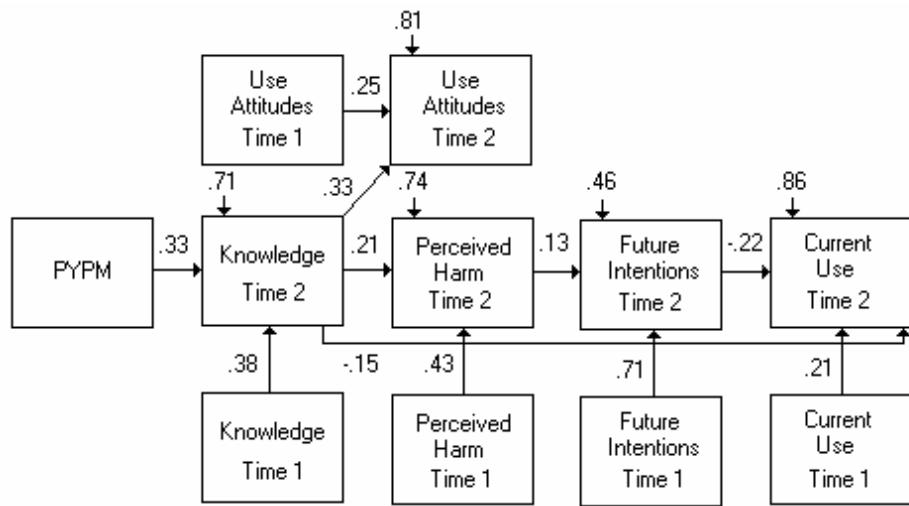 .81
Use
Attitudes
Time 1
.25
Use
Attitudes
Time 2
.71
.33
.74
.46
.86
PYPM
.33
Knowledge
Time 2
.21
Perceived
Harm
Time 2
.13
Future
Intentions
Time 2
-.22
Current
Use
Time 2
.38
-.15
.43
.71
.21
Knowledge
Time 1
Perceived
Harm
Time 1
Future
Intentions
Time 1
Current
Use
Time 1